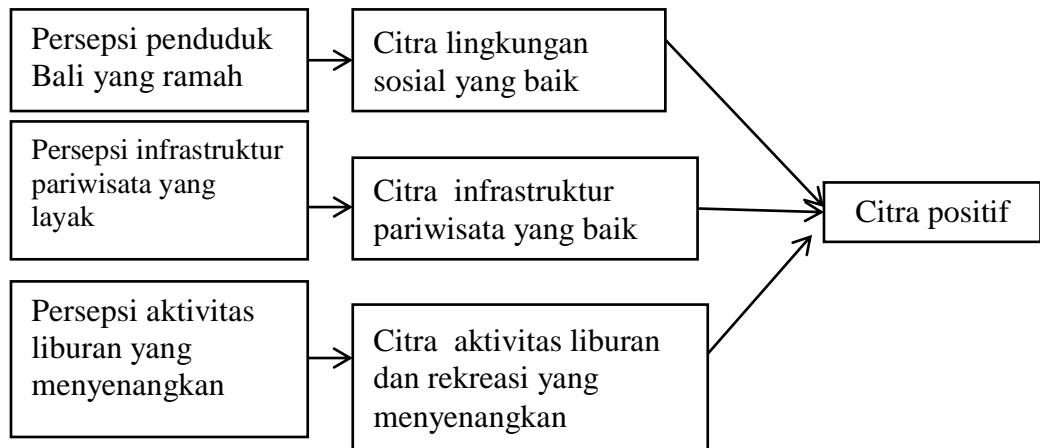 Persepsi penduduk
Bali yang ramah
Citra lingkungan
sosial yang baik
Persepsi infrastruktur
pariwisata yang
layak
Citra  infrastruktur
pariwisata yang baik
Citra positif
Persepsi aktivitas
liburan yang
menyenangkan
Citra  aktivitas liburan
dan rekreasi yang
menyenangkan